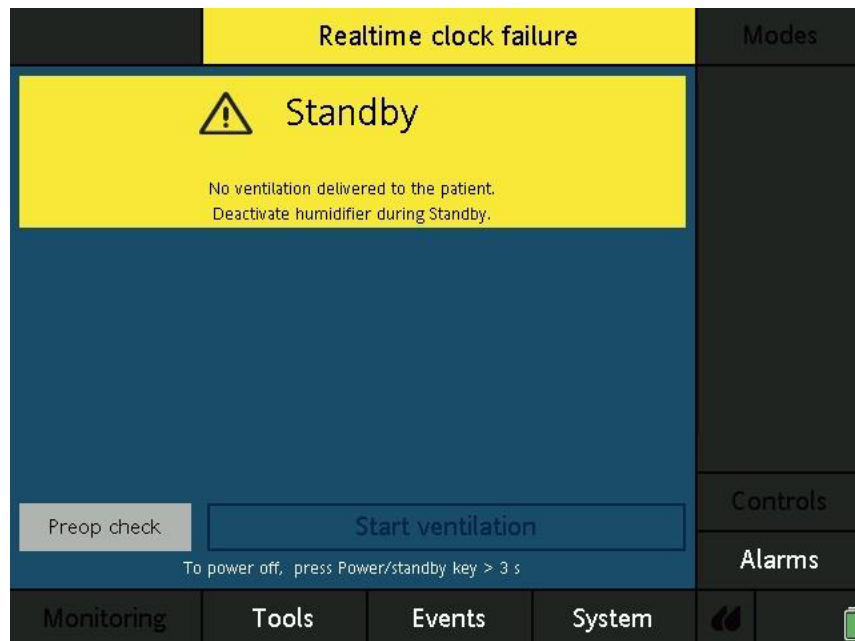 Realtime clock failure
Modes
Standby
No ventilation delivered to the patient.
Deactivate humidifier during Standby.
Controls
Preop check
Start ventilation
To power off, press Power/standby key > 3 s
Alarms
Monitoring
Tools
Events
System